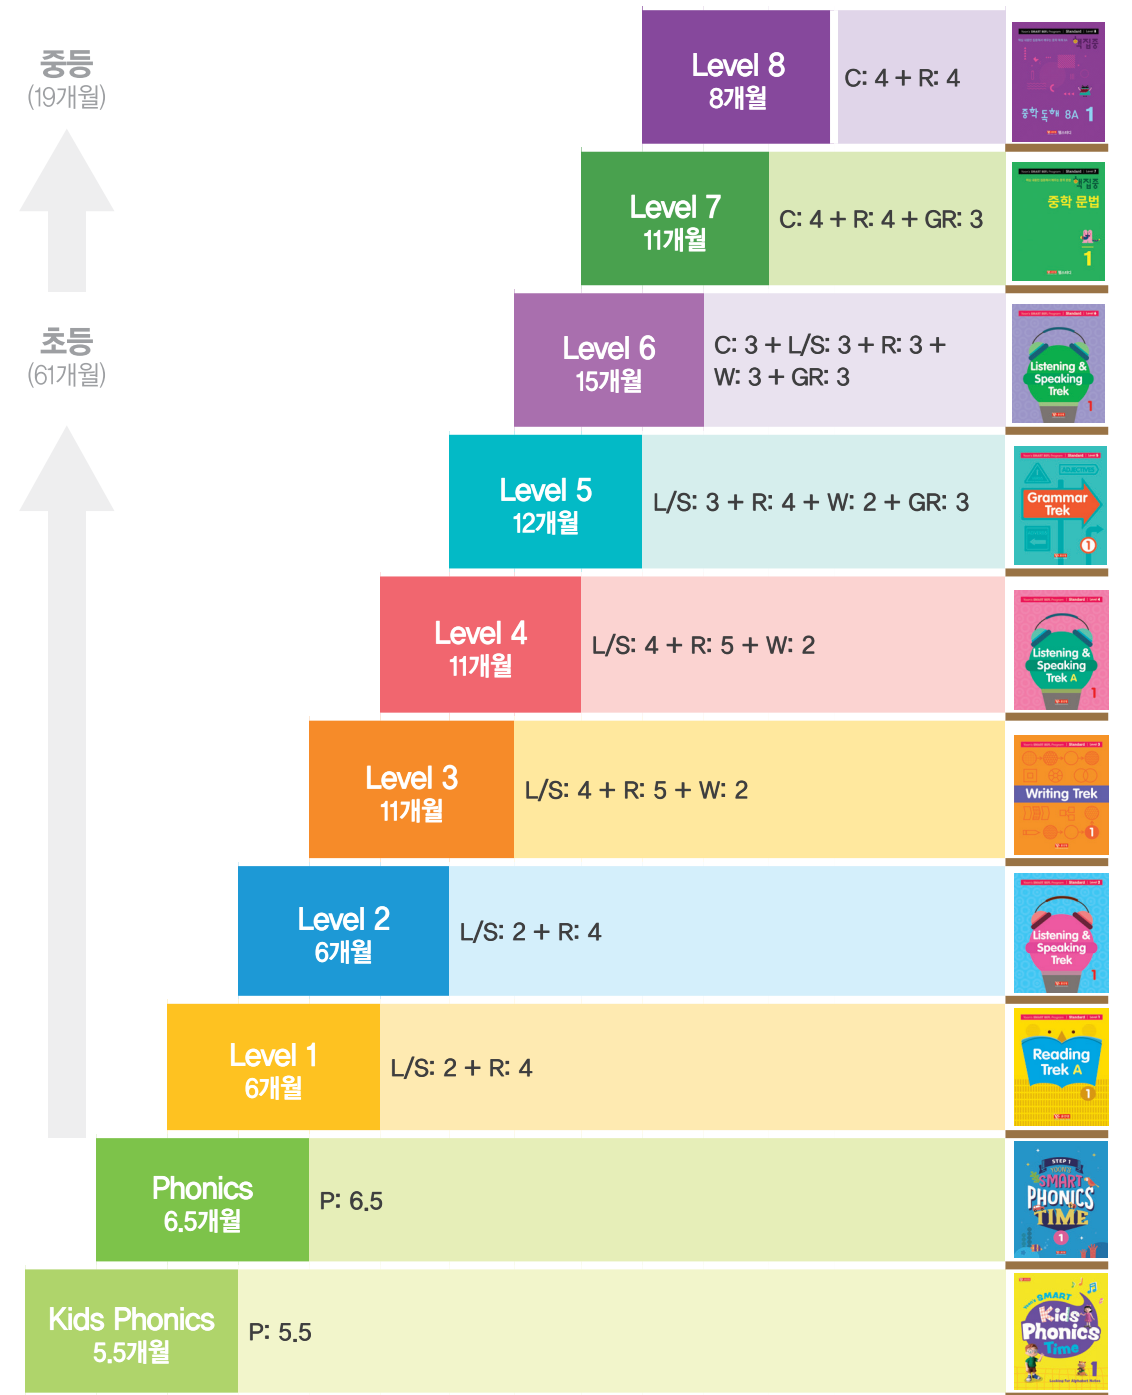 중등
(19개월)
초등
(61개월)
Level 8
8개월
C: 4 + R: 4
중학 독해 8A 1
Level 7
11개월
C: 4 + R: 4 + GR: 3
중학 문법
1
Level 6
15개월
C: 3 + L/S: 3 + R: 3 +
W: 3 + GR: 3
Listening &
Speaking
Trek
1
Level 5
12개월
L/S: 3 + R: 4 + W: 2 + GR: 3
ADJECTIVES
Grammar
Trek
1
Level 4
11개월
L/S: 4 + R: 5 + W: 2
Listening &
Speaking
Trek A
1
Level 3
11개월
L/S: 4 + R: 5 + W: 2
Writing Trek
1
Level 2
6개월
L/S: 2 + R: 4
Listening &
Speaking
Trek
1
Level 1
6개월
L/S: 2 + R: 4
Reading
Trek A
1
Phonics
6.5개월
P: 6.5
STEP 1
SMART
PHONICS
TIME
1
Kids Phonics
5.5개월
P: 5.5
SMART
Kids
Phonics
Time
1